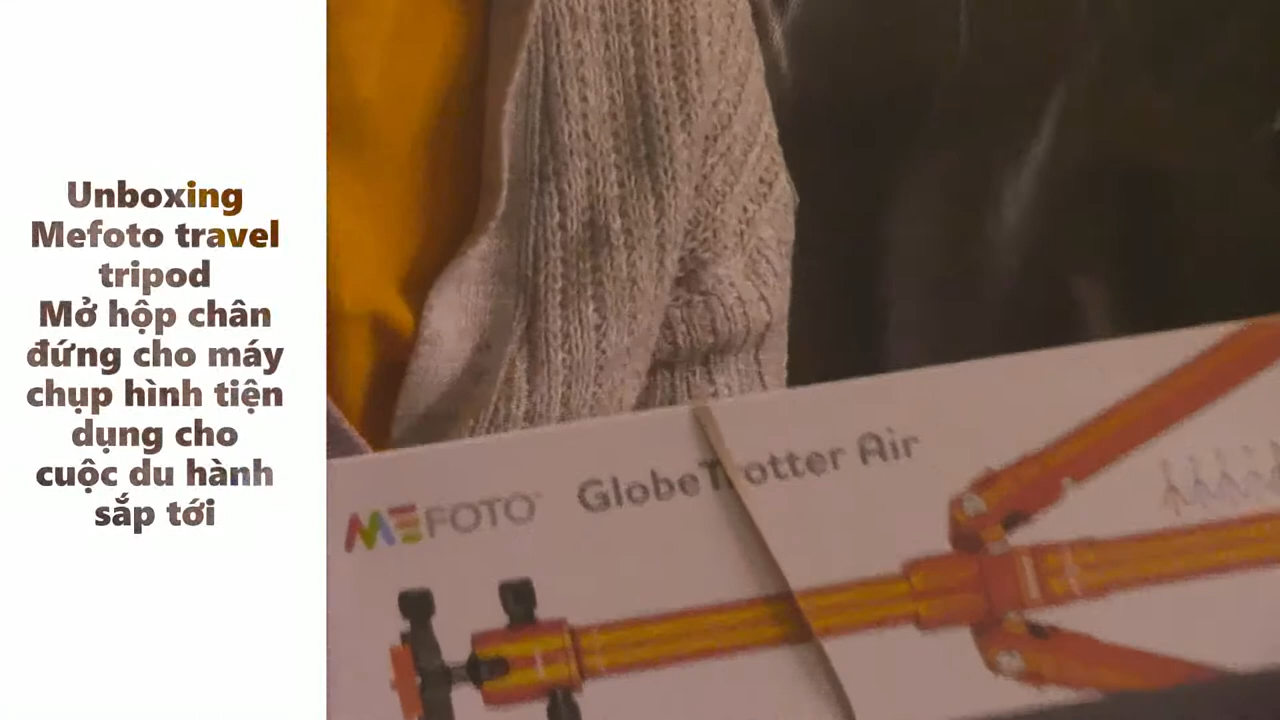 Unboxing
Mefoto travel
tripod
Mở hộp chân
đứng cho máy
chụp hình tiện
dụng cho
cuộc du hành
sắp tới
MEFOTO
GlobeTrotter Air